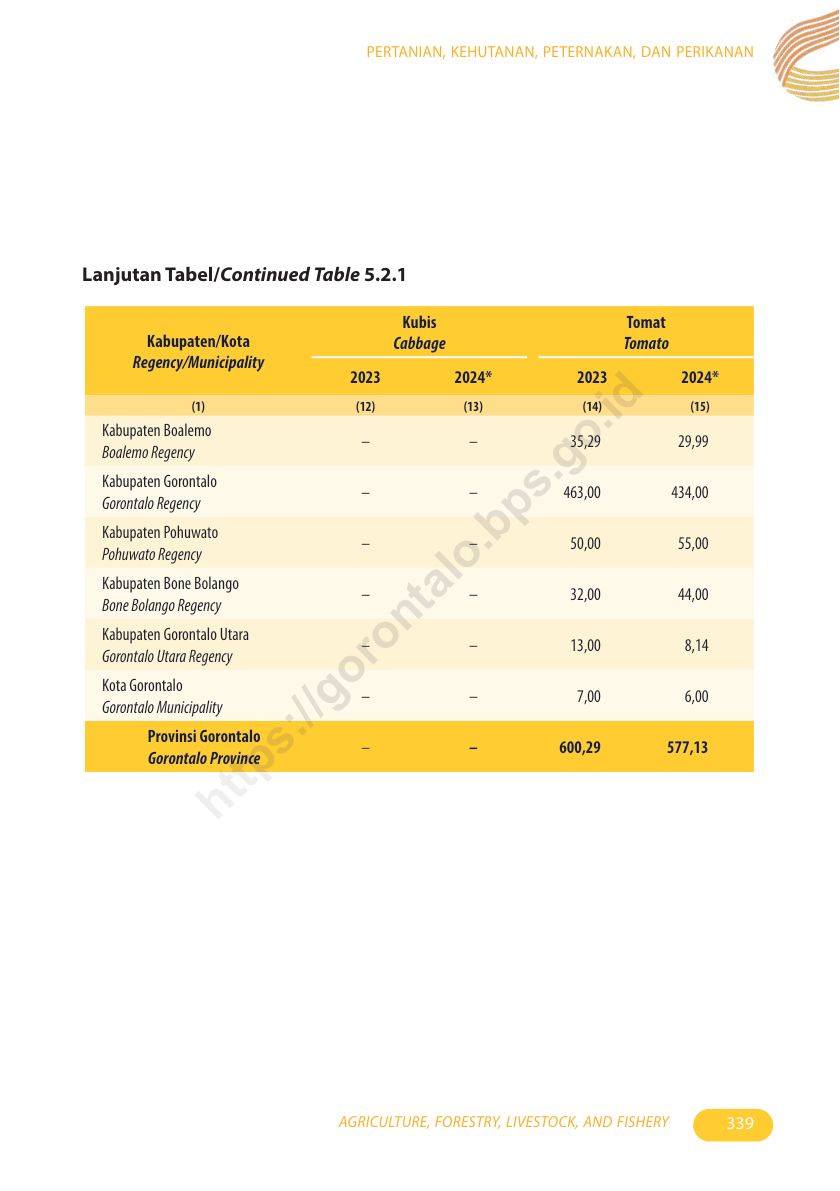 PERTANIAN, KEHUTANAN, PETERNAKAN, DAN PERIKANAN
Lanjutan Tabel/Continued Table 5.2.1
Kabupaten/Kota
Regency/Municipality
Kubis
Cabbage
Tomat
Tomato
2023 2024* 2023 2024*
(1) (12) (13) (14) (15)
Kabupaten Boalemo
Boalemo Regency
– – 35,29 29,99
Kabupaten Gorontalo
Gorontalo Regency
– – 463,00 434,00
Kabupaten Pohuwato
Pohuwato Regency
– – 50,00 55,00
Kabupaten Bone Bolango
Bone Bolango Regency
– – 32,00 44,00
Kabupaten Gorontalo Utara
Gorontalo Utara Regency
– – 13,00 8,14
Kota Gorontalo
Gorontalo Municipality
– – 7,00 6,00
Provinsi Gorontalo
Gorontalo Province
– – 600,29 577,13
https://gorontalo.bps.go.id
AGRICULTURE, FORESTRY, LIVESTOCK, AND FISHERY 339